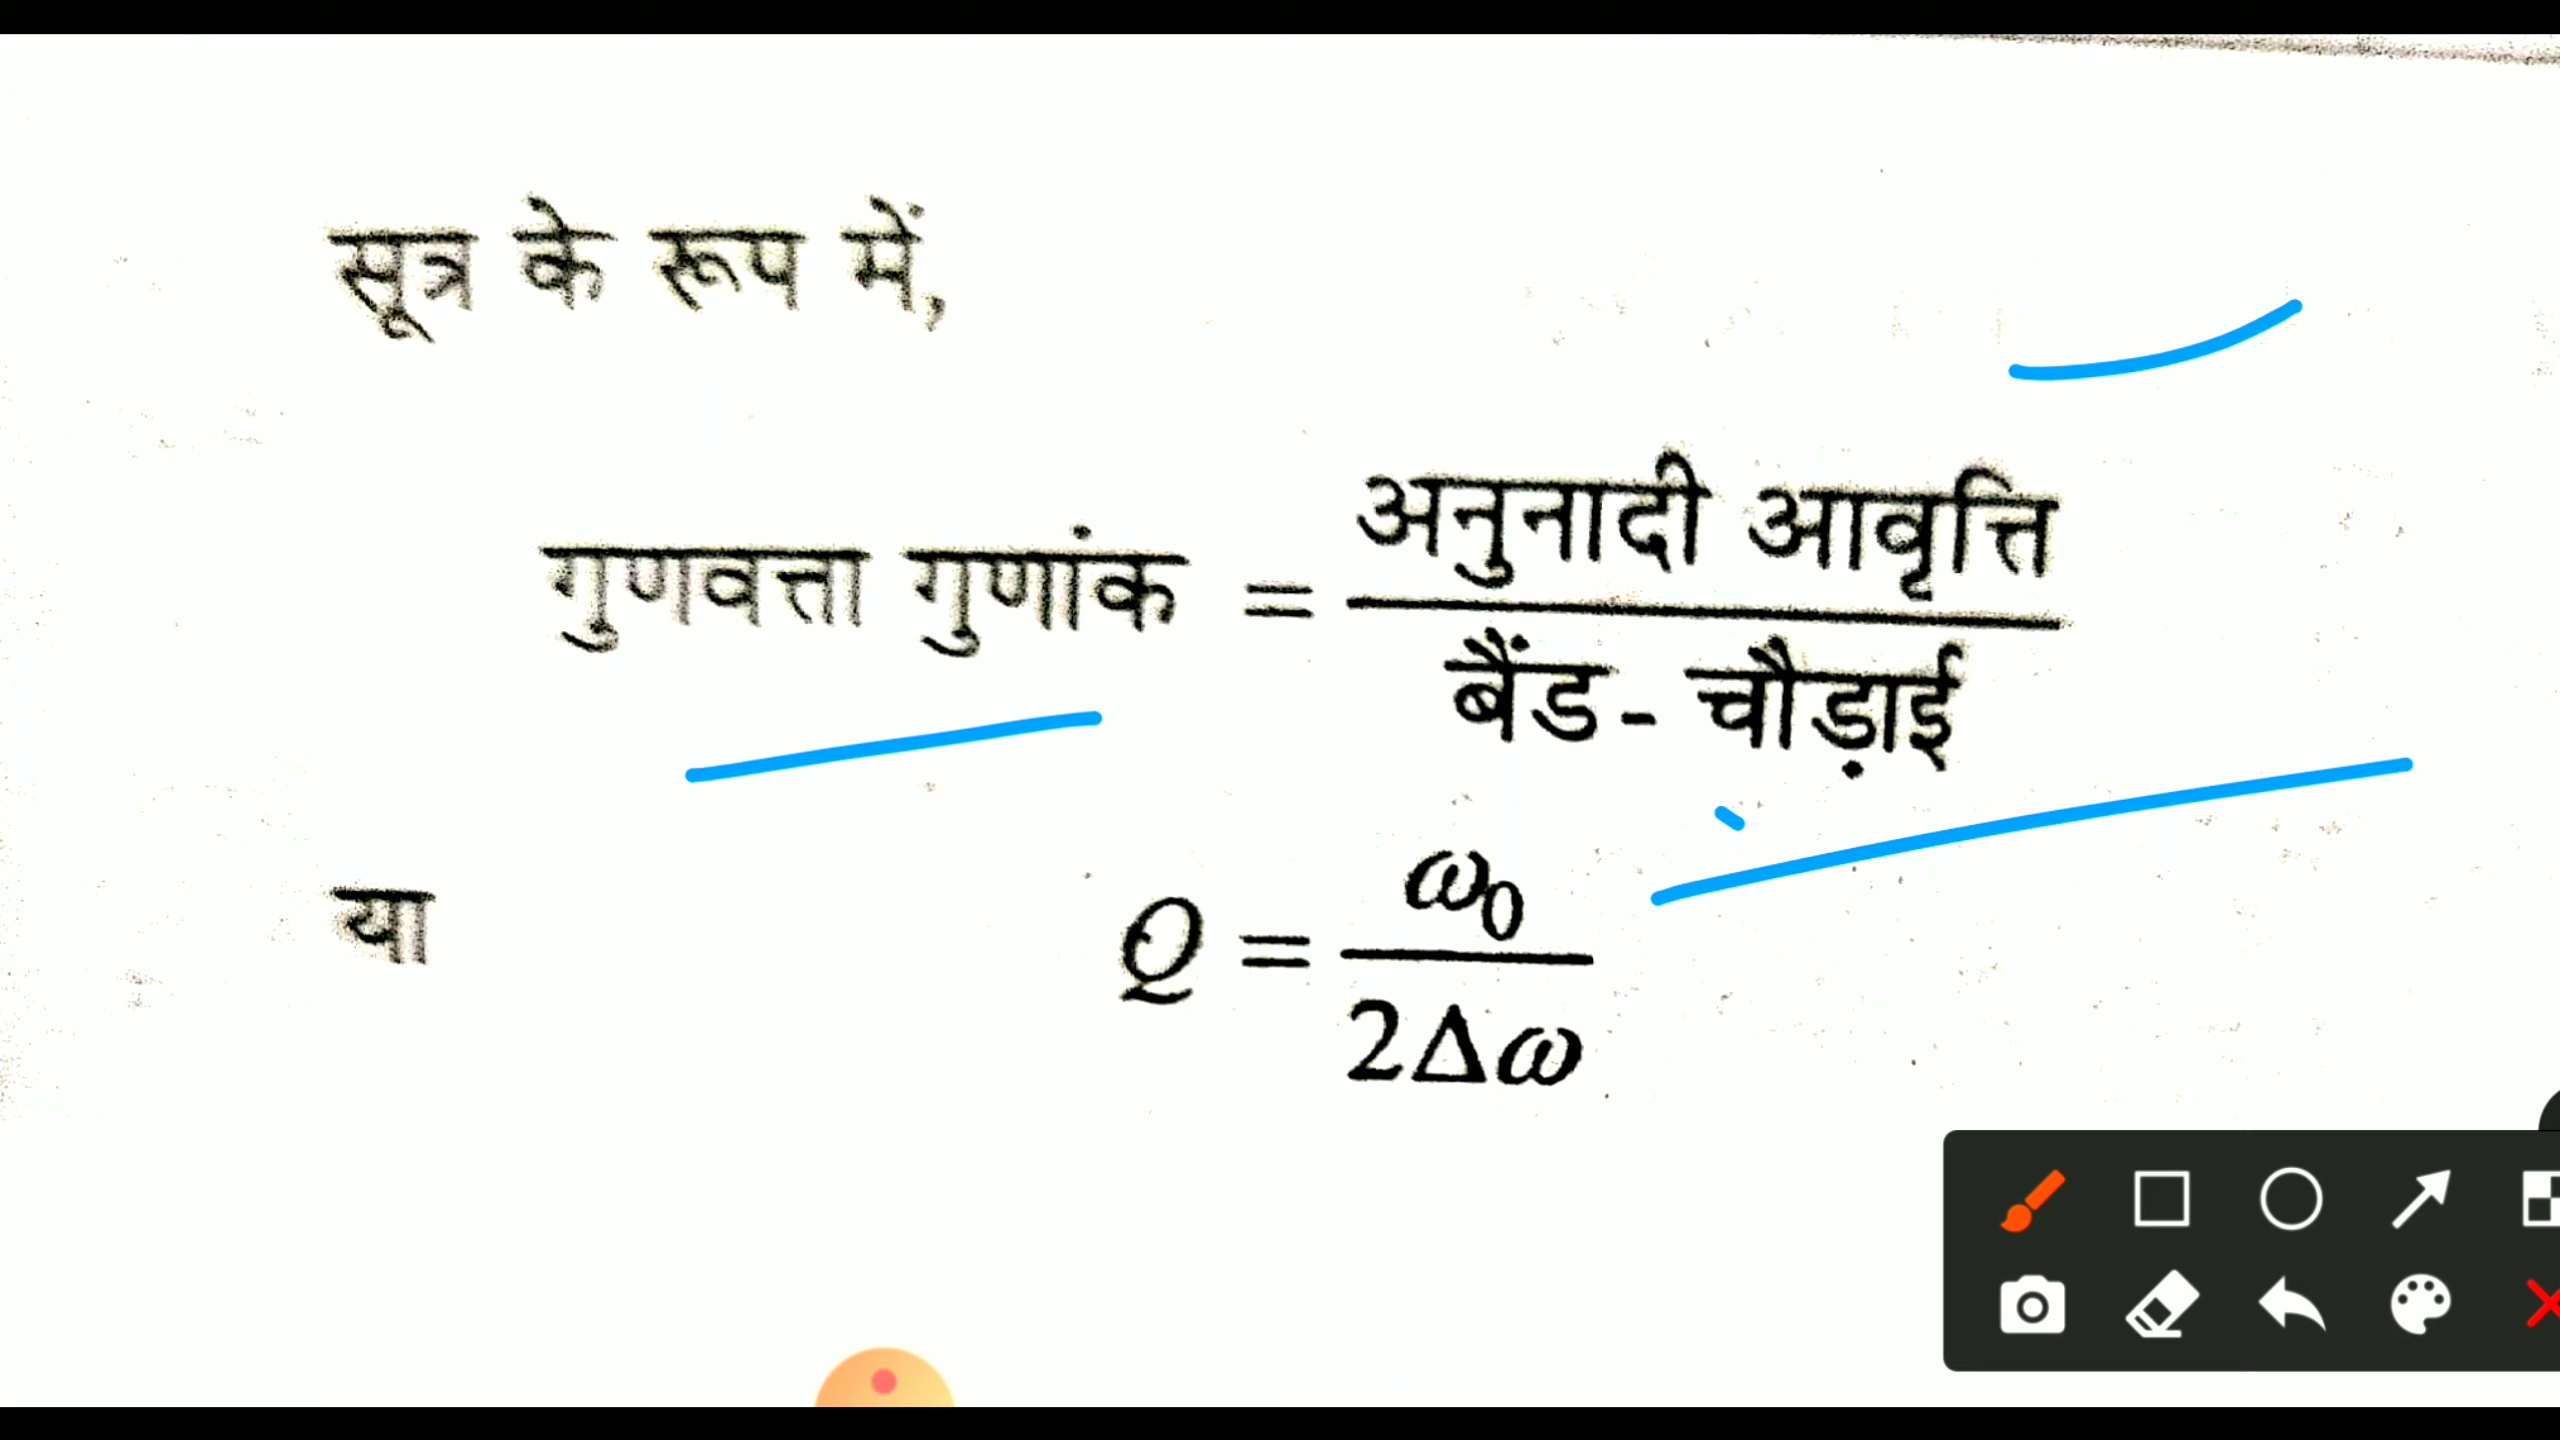 सूत्र के रूप में,
गुणवत्ता गुणांक = अनुनादी आवृत्ति / बैंड - चौड़ाई
या Q = ω₀ / 2Δω